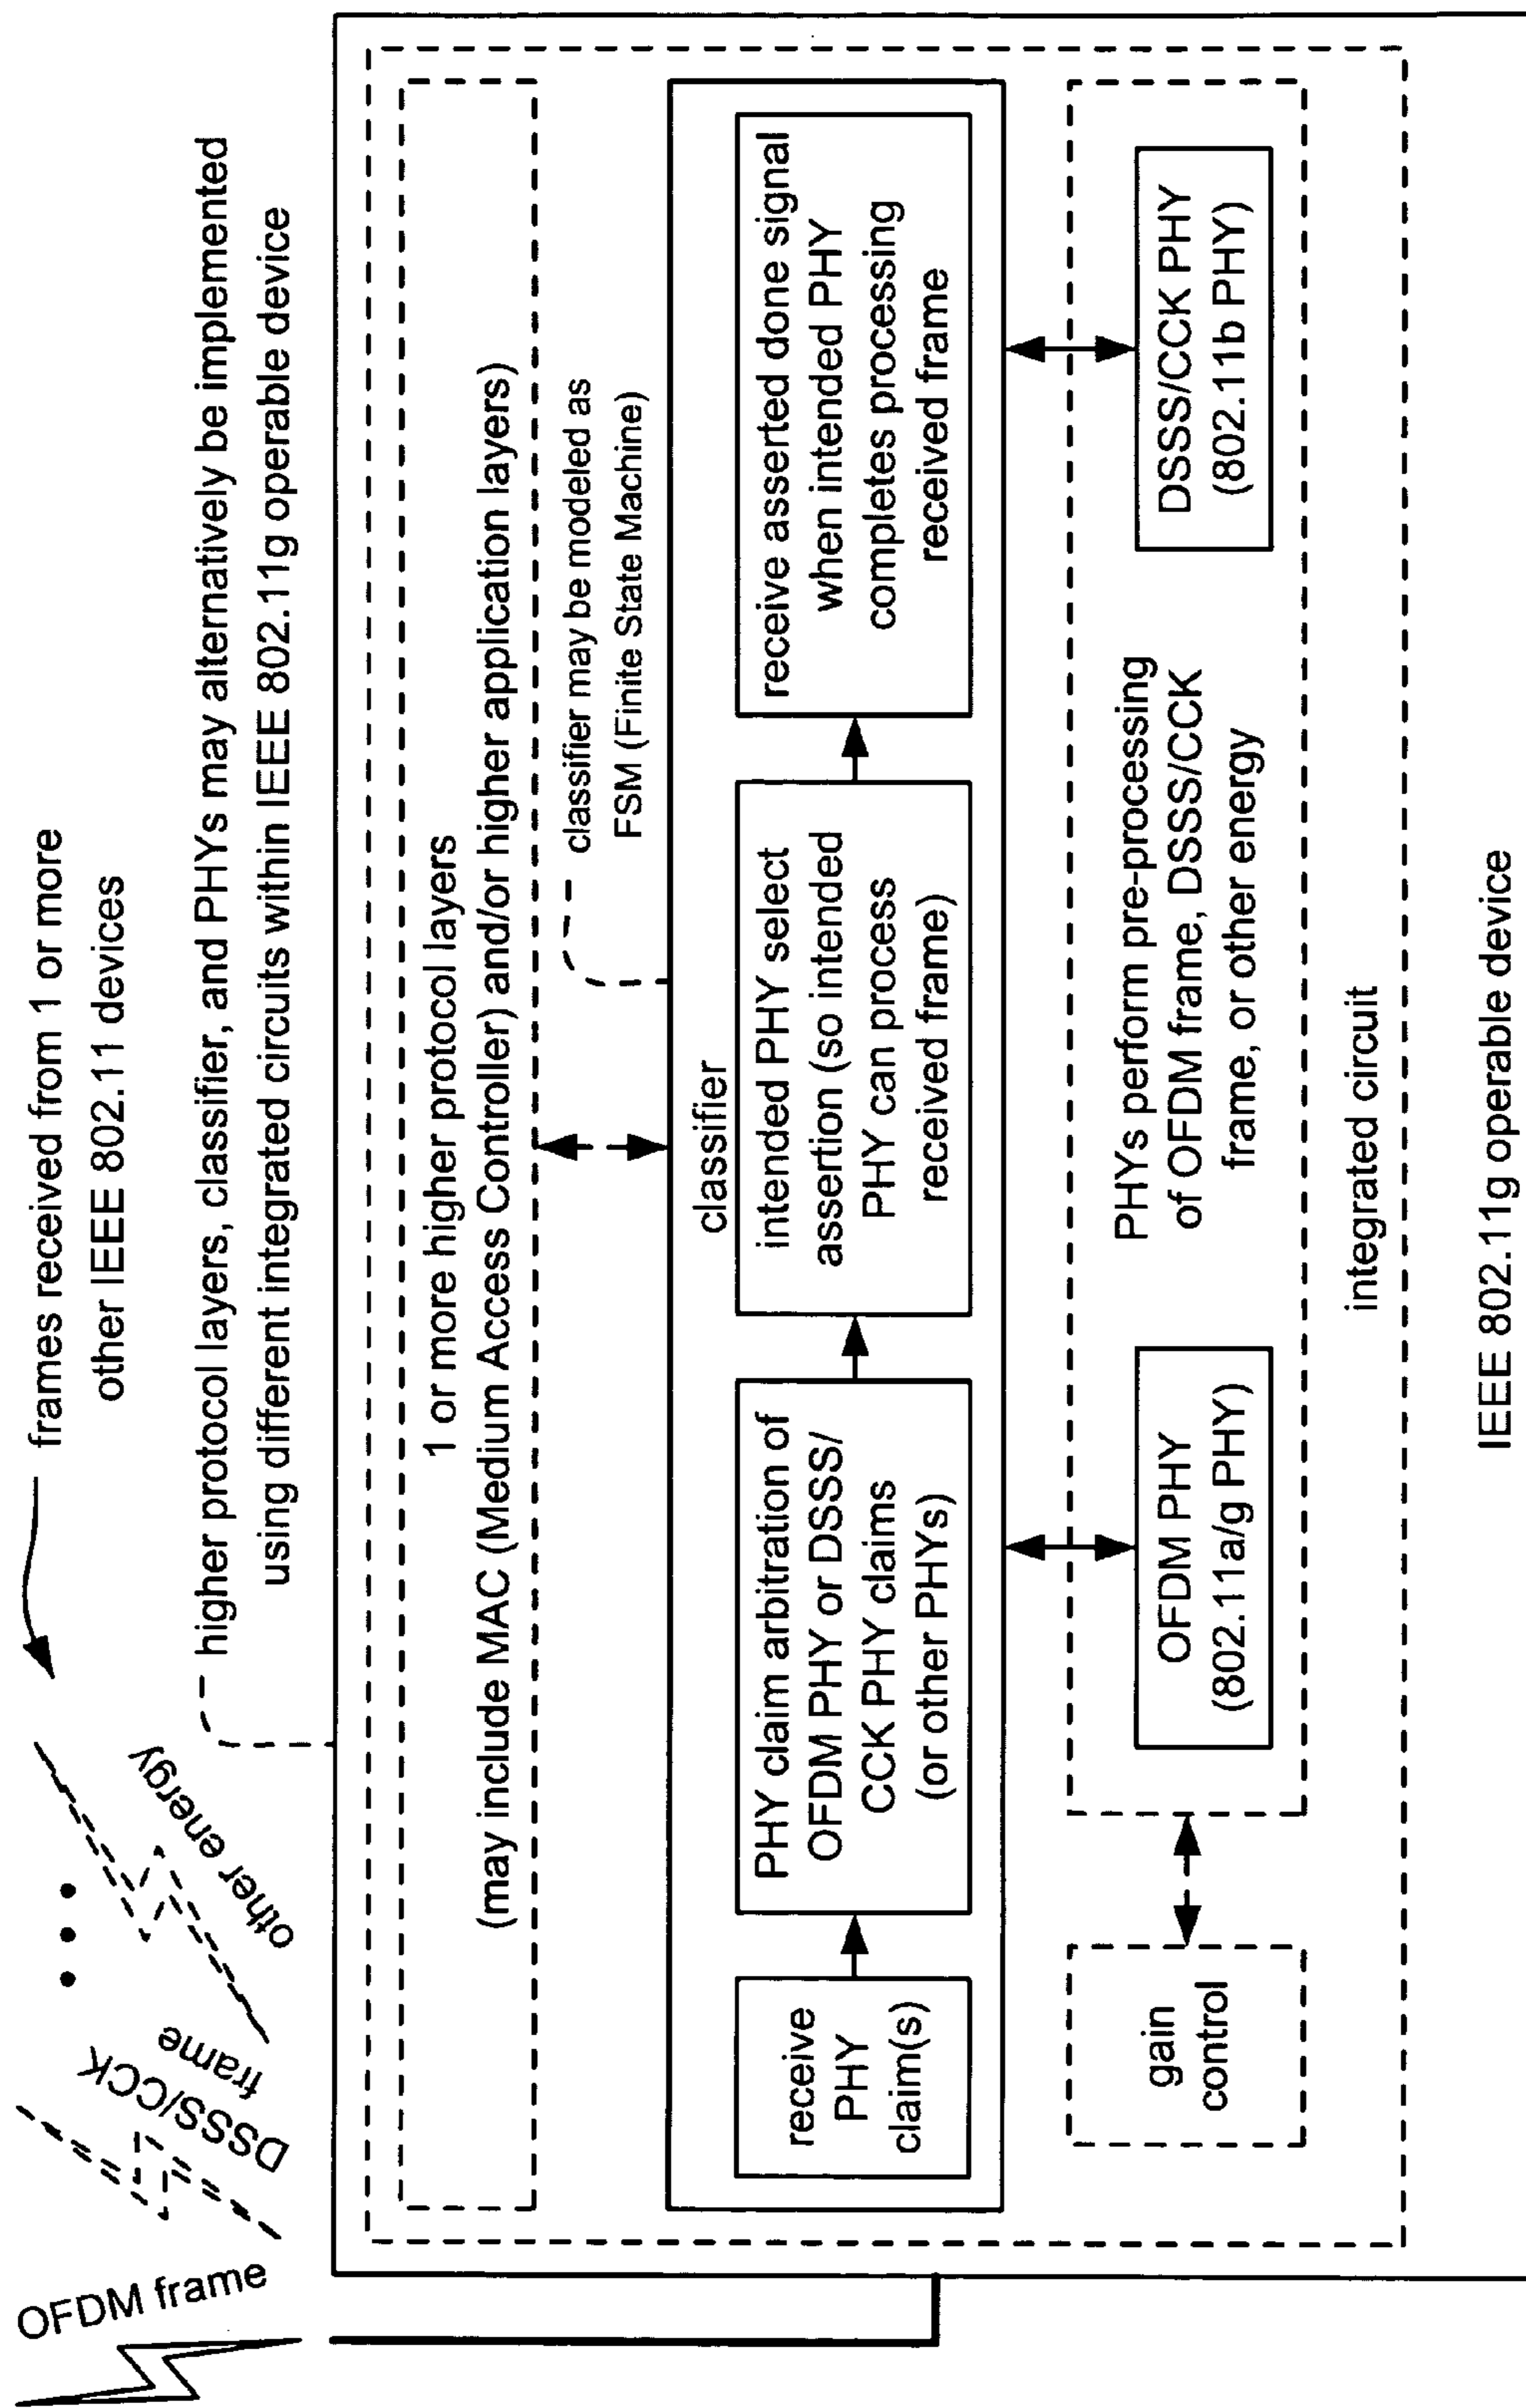 frames received from 1 or more
other IEEE 802.11 devices
OFDM frame
DSSS/CCK
frame
other energy
higher protocol layers, classifier, and PHYs may alternatively be implemented
using different integrated circuits within IEEE 802.11g operable device
1 or more higher protocol layers
(may include MAC (Medium Access Controller) and/or higher application layers)
classifier may be modeled as
FSM (Finite State Machine)
classifier
receive
PHY
claim(s)
PHY claim arbitration of
OFDM PHY or DSSS/
CCK PHY claims
(or other PHYs)
intended PHY select
assertion (so intended
PHY can process
received frame)
receive asserted done signal
when intended PHY
completes processing
received frame
gain
control
OFDM PHY
(802.11a/g PHY)
PHYs perform pre-processing
of OFDM frame, DSSS/CCK
frame, or other energy
DSSS/CCK PHY
(802.11b PHY)
integrated circuit
IEEE 802.11g operable device